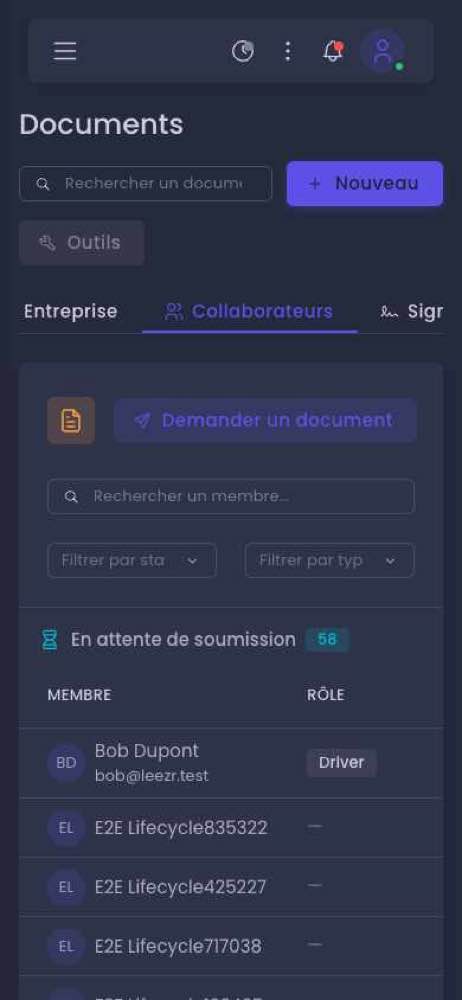 Documents
Rechercher un docume
+ Nouveau
Outils
Entreprise
Collaborateurs
Sigr
Demander un document
Rechercher un membre...
Filtrer par sta
Filtrer par typ
En attente de soumission 58
MEMBRE RÔLE
BD Bob Dupont Driver
bob@leezr.test
EL E2E Lifecycle835322 —
EL E2E Lifecycle425227 —
EL E2E Lifecycle717038 —